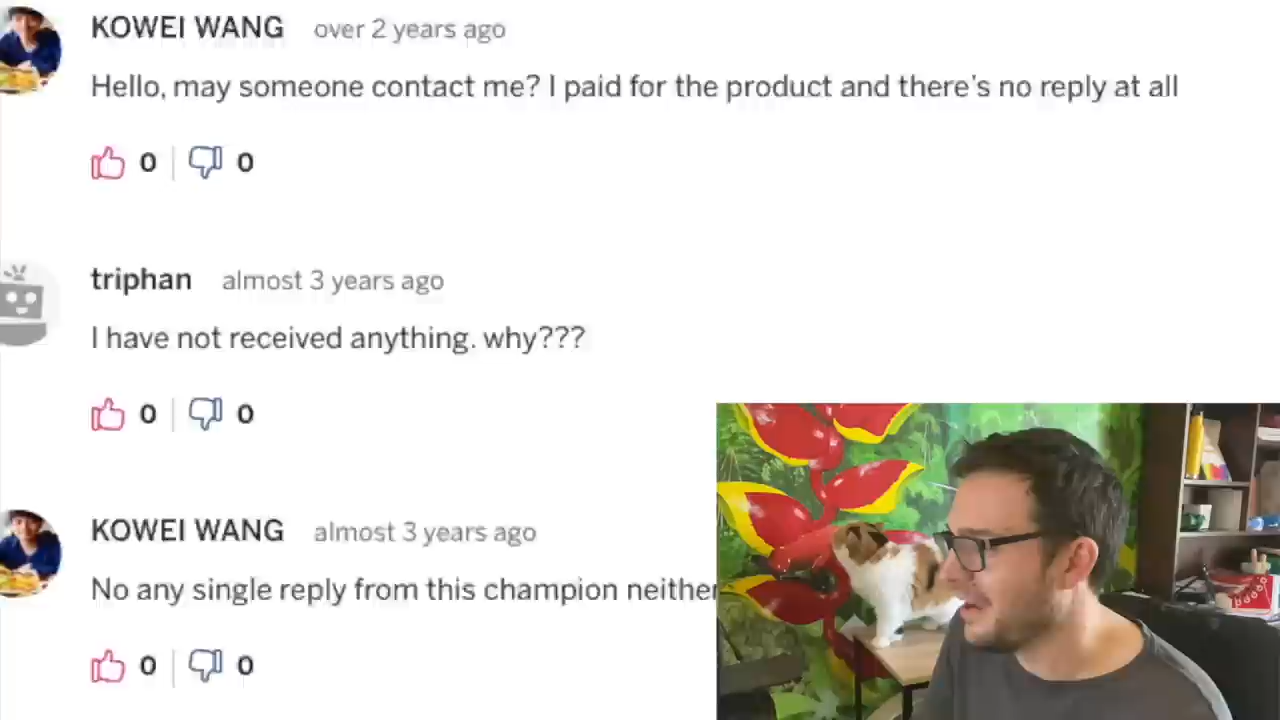 KOWEI WANG over 2 years ago
Hello, may someone contact me? I paid for the product and there's no reply at all
0 0
triphan almost 3 years ago
I have not received anything. why???
0 0
KOWEI WANG almost 3 years ago
No any single reply from this champion neither
0 0